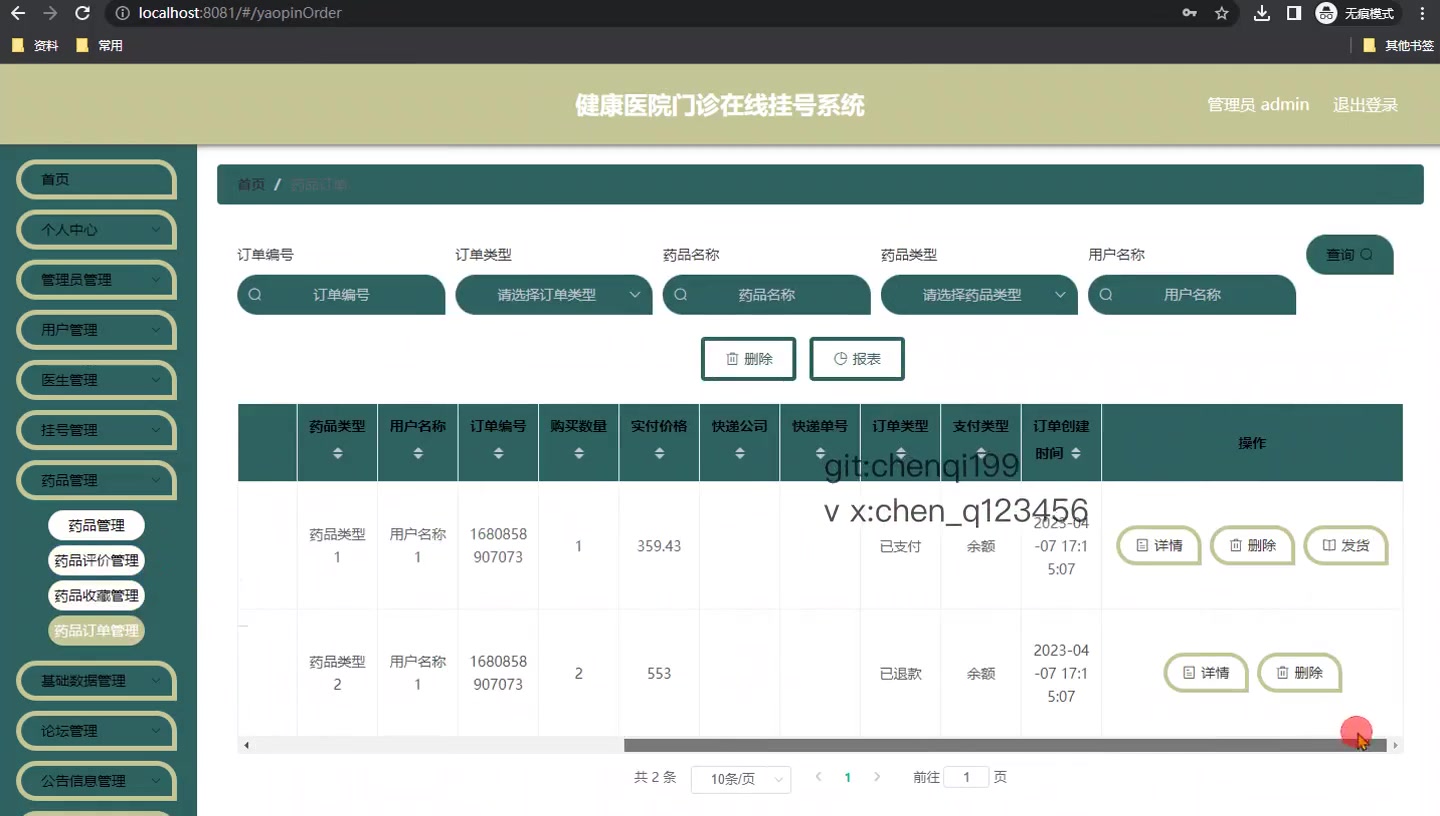 localhost:8081/#/yaopinOrder
无痕模式
资料
常用
其他书签
健康医院门诊在线挂号系统
管理员 admin
退出登录
首页
个人中心
管理员管理
用户管理
医生管理
挂号管理
药品管理
药品管理
药品评价管理
药品收藏管理
药品订单管理
基础数据管理
论坛管理
公告信息管理
首页 / 药品订单
订单编号
订单类型
药品名称
药品类型
用户名称
查询
订单编号
请选择订单类型
药品名称
请选择药品类型
用户名称
删除
报表
药品类型
用户名称
订单编号
购买数量
实付价格
快递公司
快递单号
订单类型
支付类型
订单创建
时间
操作
git:chenqi199
v x:chen_q123456
药品类型
1
用户名称
1
1680858
907073
1
359.43
已支付
余额
2023-04
-07 17:1
5:07
详情
删除
发货
药品类型
2
用户名称
1
1680858
907073
2
553
已退款
余额
2023-04
-07 17:1
5:07
详情
删除
共 2 条
10条/页
1
前往 1 页